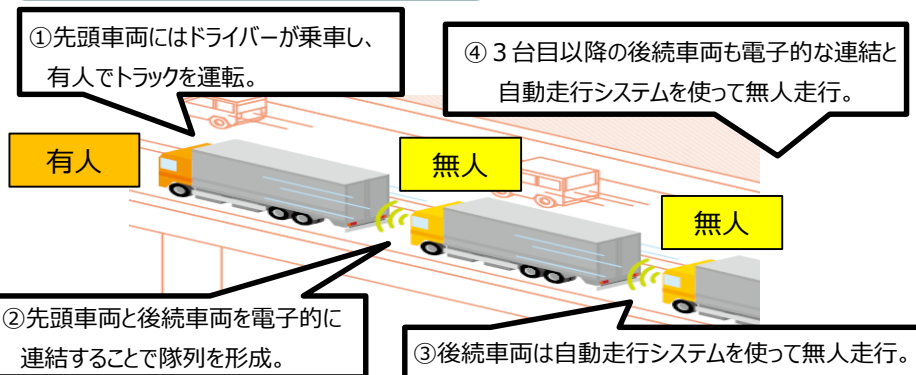 ①先頭車両にはドライバーが乗車し、
有人でトラックを運転。
④３台目以降の後続車両も電子的な連結と
自動走行システムを使って無人走行。
有人
無人
無人
②先頭車両と後続車両を電子的に
連結することで隊列を形成。
③後続車両は自動走行システムを使って無人走行。